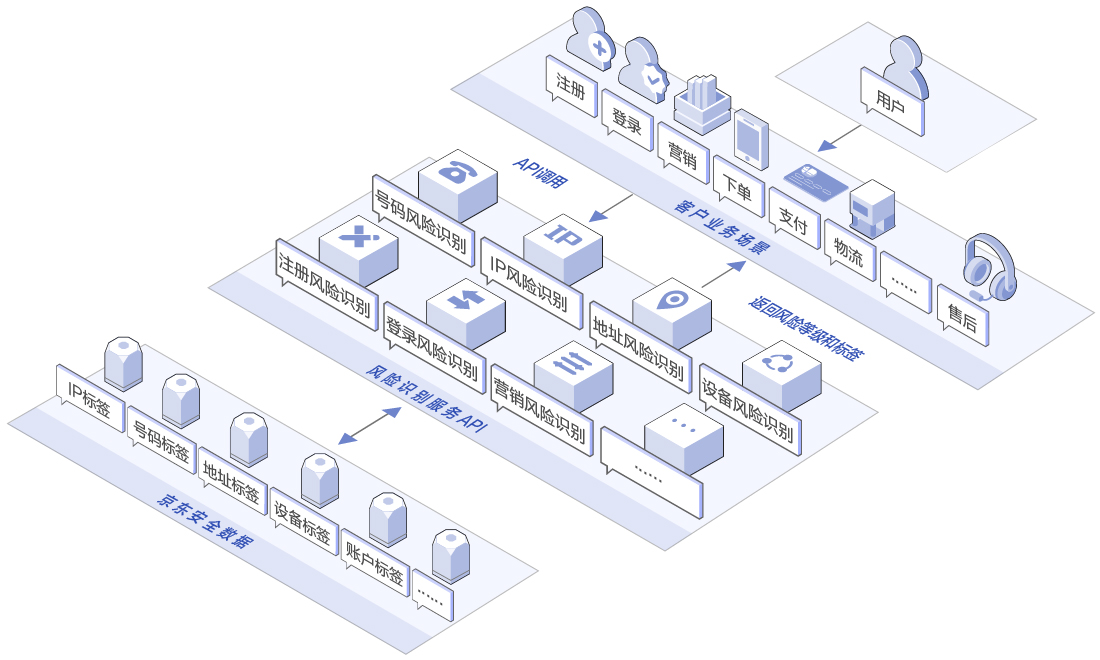 用户
注册
登录
营销
下单
支付
物流
......
售后
客户业务场景
API调用
返回风险等级和标签
号码风险识别
IP风险识别
地址风险识别
设备风险识别
注册风险识别
登录风险识别
营销风险识别
......
风险识别服务API
IP标签
号码标签
地址标签
设备标签
账户标签
......
京东安全数据